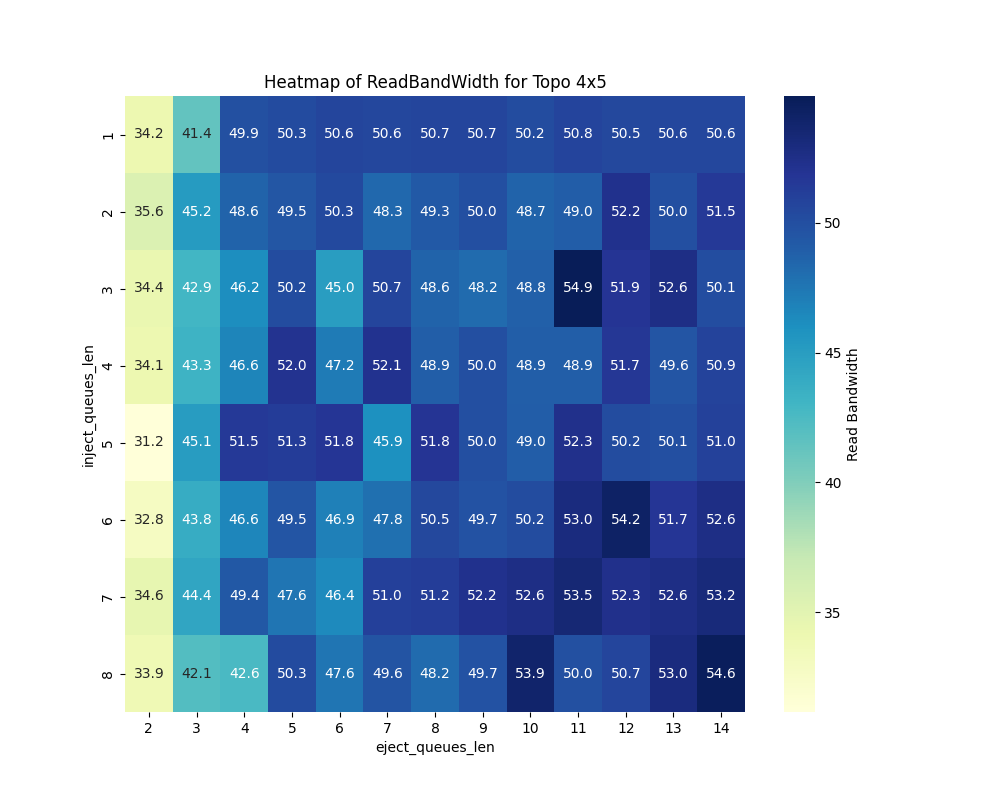 Heatmap of ReadBandWidth for Topo 4x5
1 34.2 41.4 49.9 50.3 50.6 50.6 50.7 50.7 50.2 50.8 50.5 50.6 50.6
2 35.6 45.2 48.6 49.5 50.3 48.3 49.3 50.0 48.7 49.0 52.2 50.0 51.5
3 34.4 42.9 46.2 50.2 45.0 50.7 48.6 48.2 48.8 54.9 51.9 52.6 50.1
4 34.1 43.3 46.6 52.0 47.2 52.1 48.9 50.0 48.9 48.9 51.7 49.6 50.9
5 31.2 45.1 51.5 51.3 51.8 45.9 51.8 50.0 49.0 52.3 50.2 50.1 51.0
6 32.8 43.8 46.6 49.5 46.9 47.8 50.5 49.7 50.2 53.0 54.2 51.7 52.6
7 34.6 44.4 49.4 47.6 46.4 51.0 51.2 52.2 52.6 53.5 52.3 52.6 53.2
8 33.9 42.1 42.6 50.3 47.6 49.6 48.2 49.7 53.9 50.0 50.7 53.0 54.6
2 3 4 5 6 7 8 9 10 11 12 13 14
eject_queues_len
inject_queues_len
50
45
40
35
Read Bandwidth